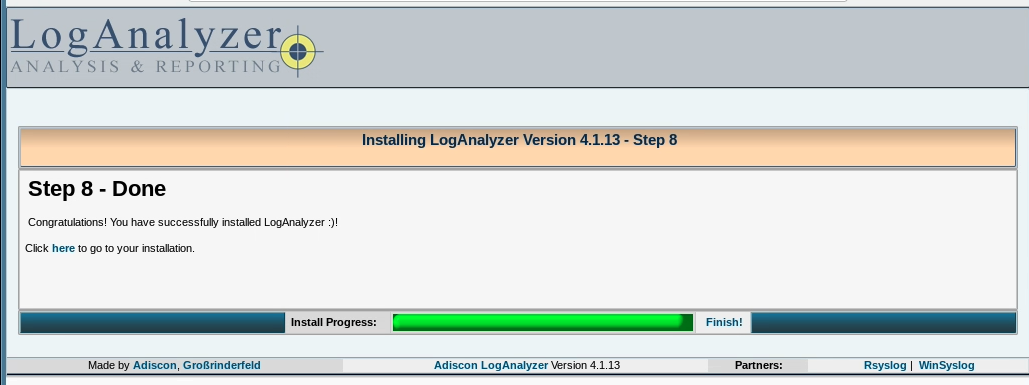 LogAnalyzer
ANALYSIS & REPORTING
Installing LogAnalyzer Version 4.1.13 - Step 8
Step 8 - Done
Congratulations! You have successfully installed LogAnalyzer :)!
Click here to go to your installation.
Install Progress: Finish!
Made by Adiscon, Großrinderfeld Adiscon LogAnalyzer Version 4.1.13 Partners: Rsyslog | WinSyslog